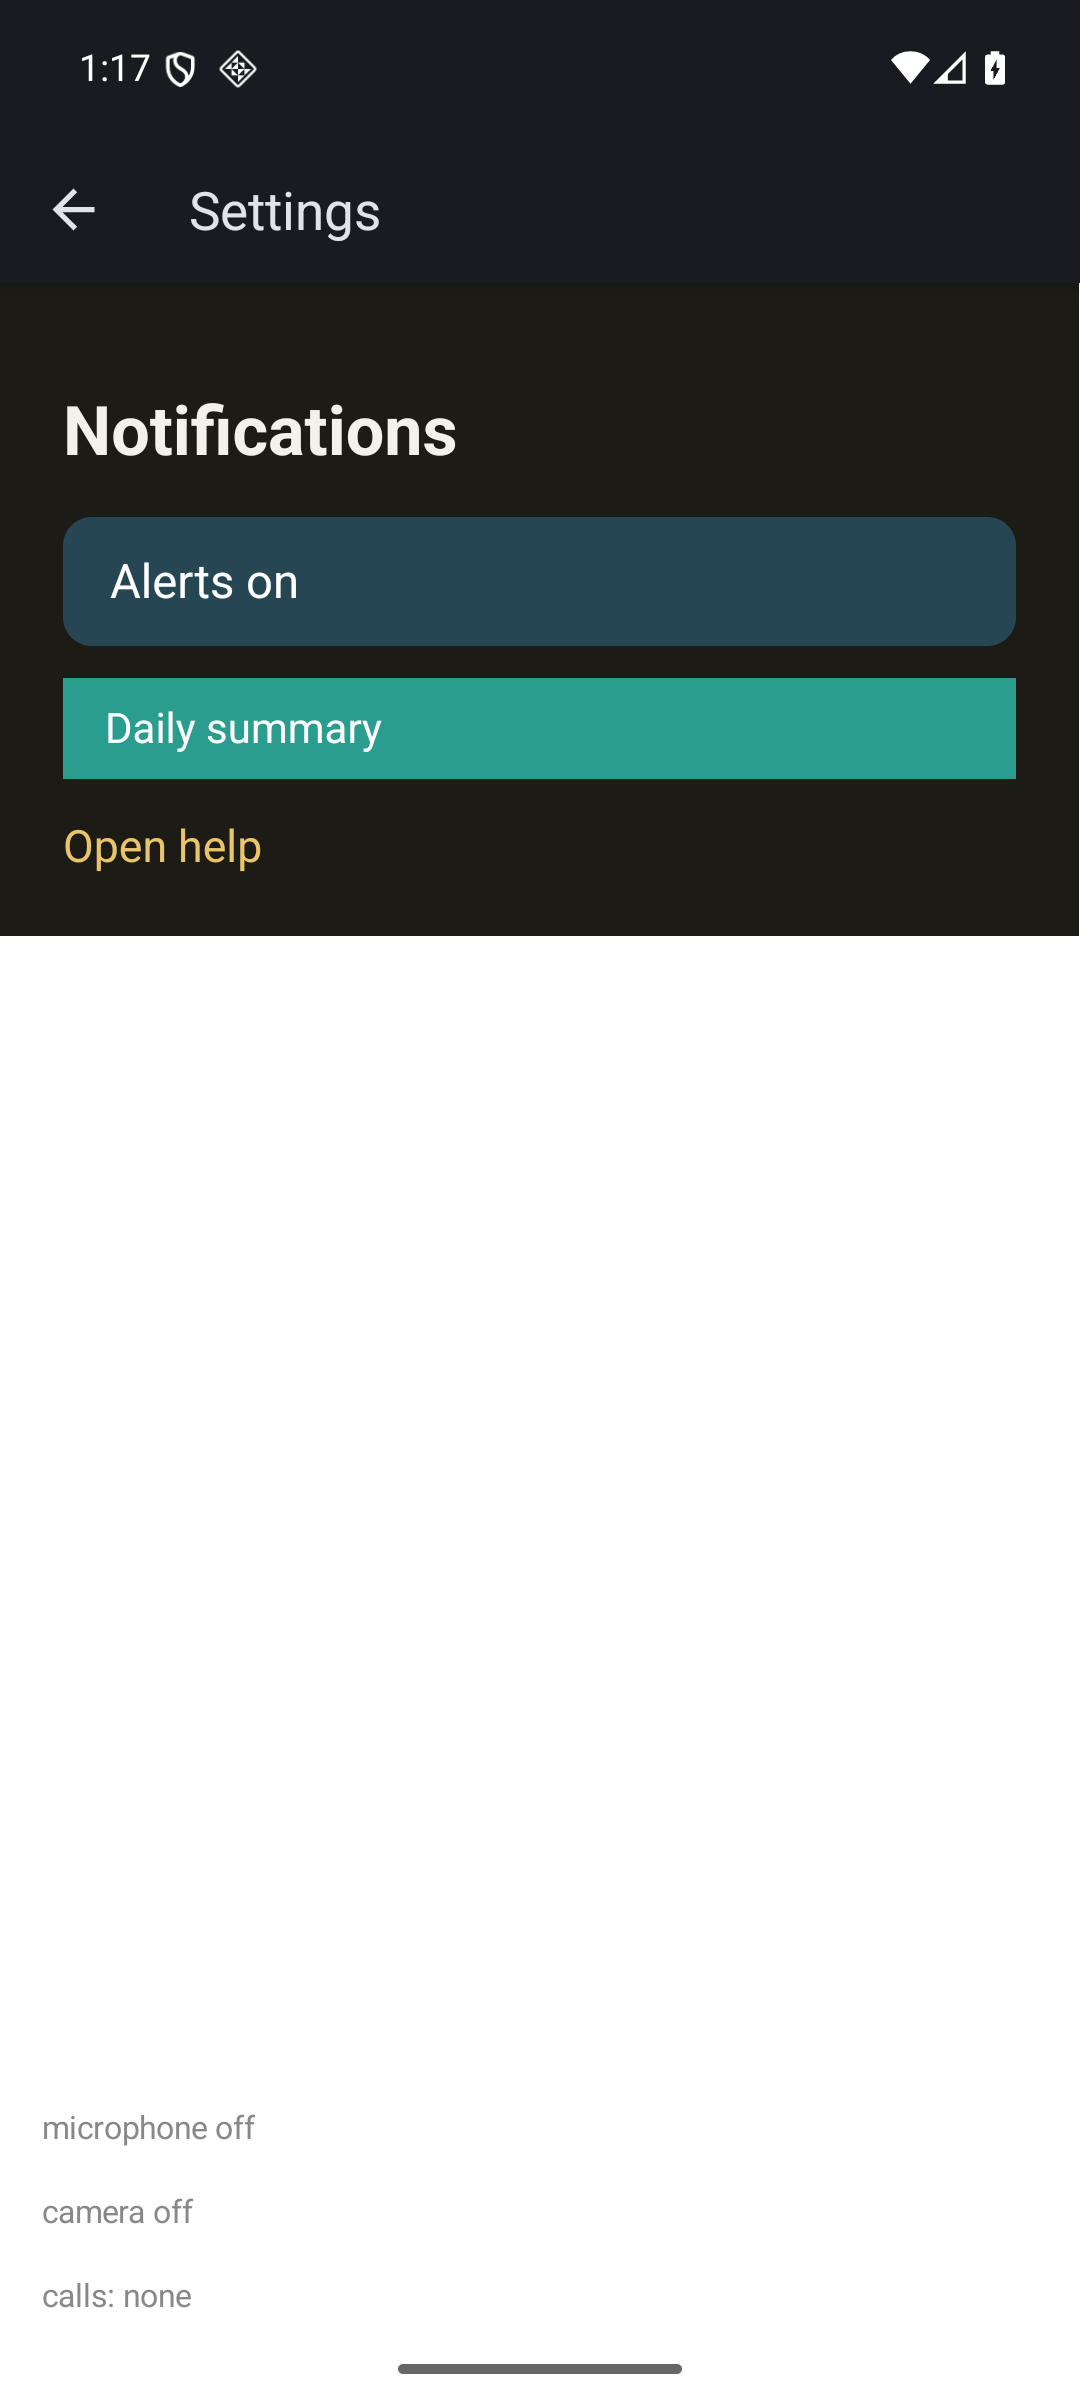 1:17
Settings
Notifications
Alerts on
Daily summary
Open help
microphone off
camera off
calls: none